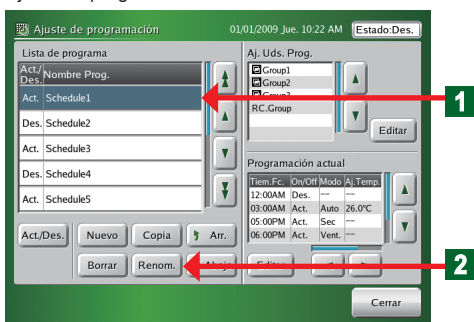 Ajuste de programación 01/01/2009 Jue. 10:22 AM Estado:Des.
Lista de programa
Act./Des. Nombre Prog.
Act. Schedule1
Des. Schedule2
Act. Schedule3
Des. Schedule4
Act. Schedule5
Act./Des. Nuevo Copia Arr.
Borrar Renom.
Aj. Uds. Prog.
Group1
Group2
RC.Group
Editar
Programación actual
Tiem.Fc. On/Off Modo Aj.Temp.
12:00AM Des. -- --
03:00AM Act. Auto 26.0℃
05:00PM Act. Sec --
06:00PM Act. Vent. --
Cerrar
1
2